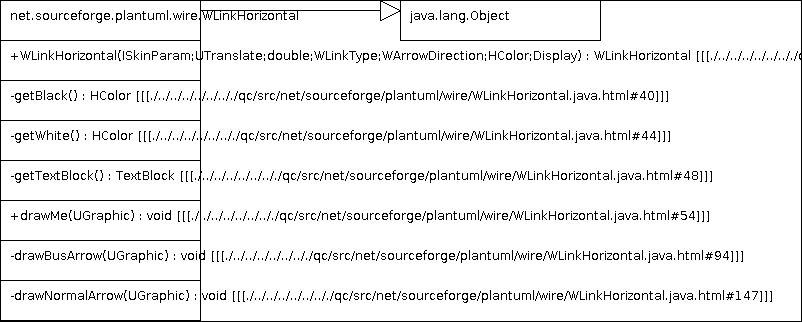 net.sourceforge.plantuml.wire.WLinkHorizontal
java.lang.Object
+WLinkHorizontal(ISkinParam;UTranslate;double;WLinkType;WArrowDirection;HColor;Display) : WLinkHorizontal [[[./../../../../../../../
-getBlack() : HColor [[[./../../../../../../../qc/src/net/sourceforge/plantuml/wire/WLinkHorizontal.java.html#40]]]
-getWhite() : HColor [[[./../../../../../../../qc/src/net/sourceforge/plantuml/wire/WLinkHorizontal.java.html#44]]]
-getTextBlock() : TextBlock [[[./../../../../../../../qc/src/net/sourceforge/plantuml/wire/WLinkHorizontal.java.html#48]]]
+drawMe(UGraphic) : void [[[./../../../../../../../qc/src/net/sourceforge/plantuml/wire/WLinkHorizontal.java.html#54]]]
-drawBusArrow(UGraphic) : void [[[./../../../../../../../qc/src/net/sourceforge/plantuml/wire/WLinkHorizontal.java.html#94]]]
-drawNormalArrow(UGraphic) : void [[[./../../../../../../../qc/src/net/sourceforge/plantuml/wire/WLinkHorizontal.java.html#147]]]